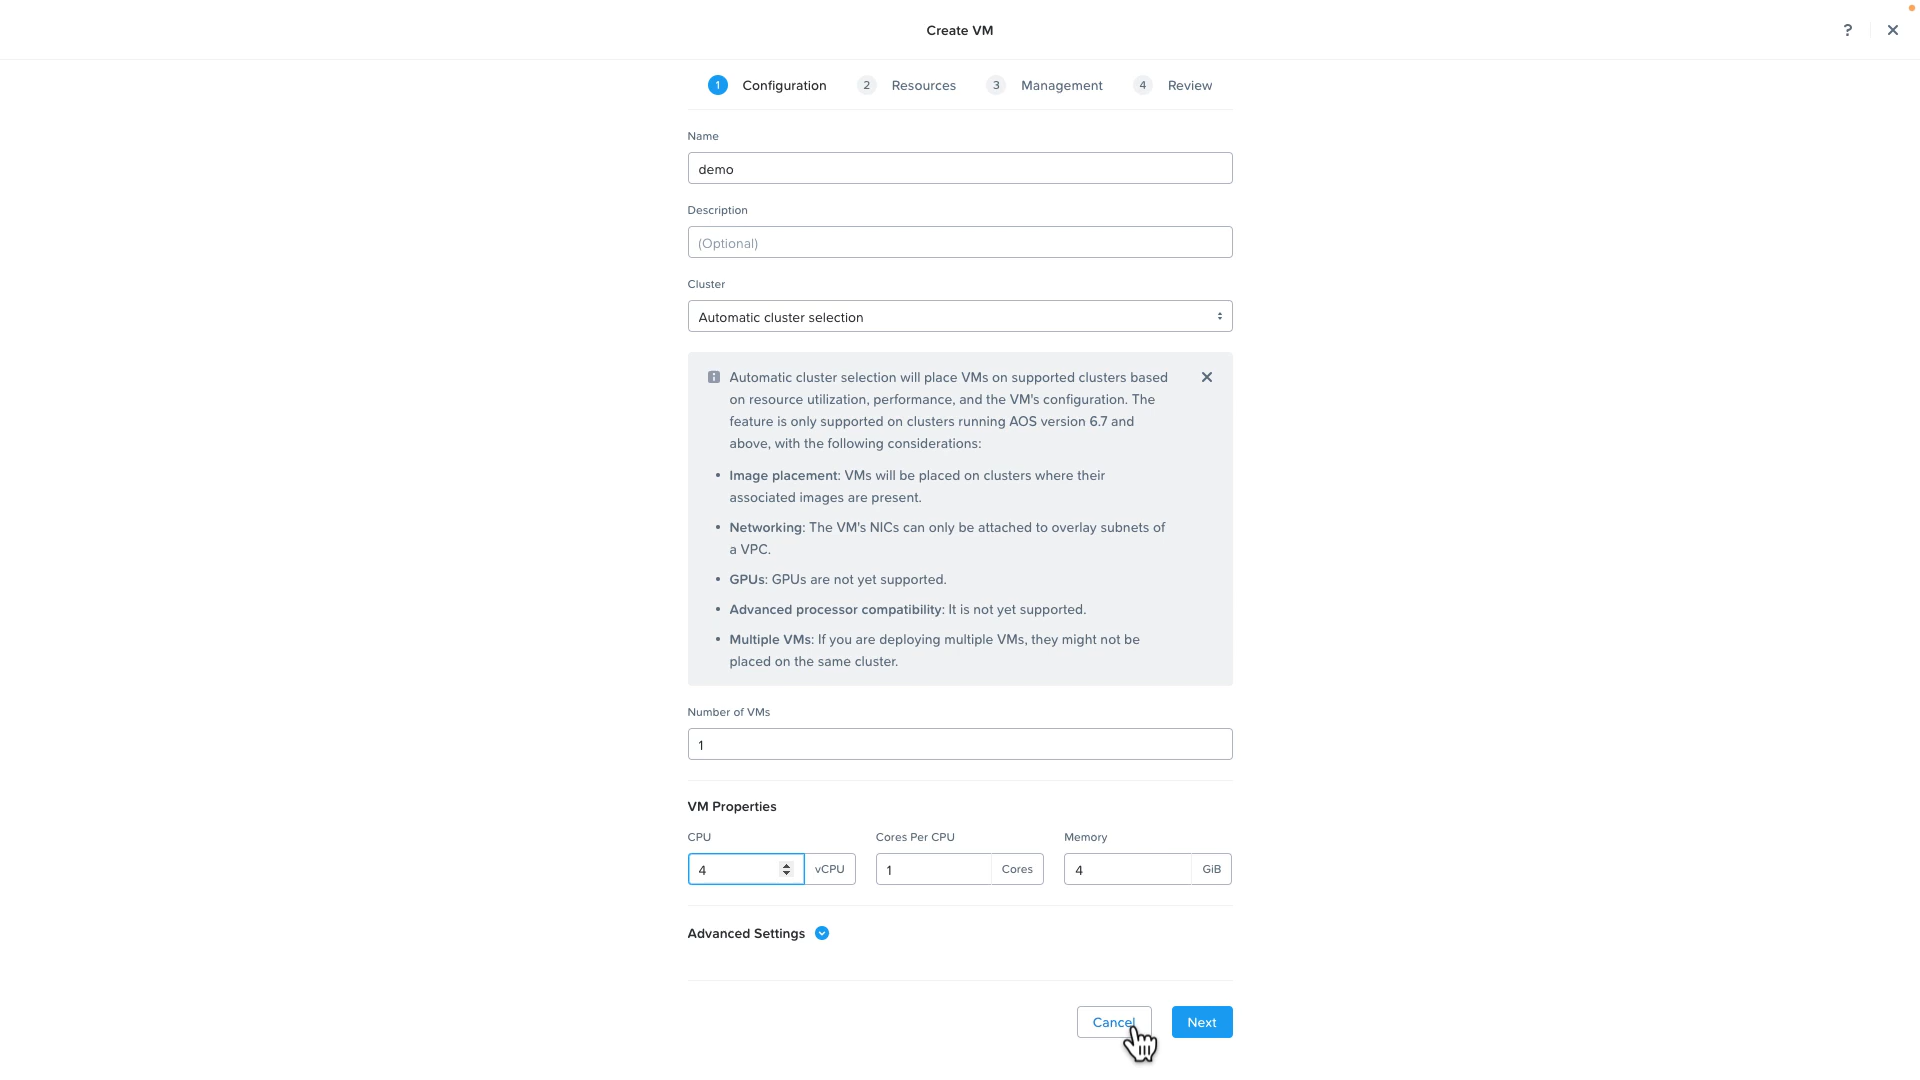 Create VM
?
1 Configuration 2 Resources 3 Management 4 Review
Name
demo
Description
(Optional)
Cluster
Automatic cluster selection
Automatic cluster selection will place VMs on supported clusters based
on resource utilization, performance, and the VM's configuration. The
feature is only supported on clusters running AOS version 6.7 and
above, with the following considerations:
• Image placement: VMs will be placed on clusters where their
associated images are present.
• Networking: The VM's NICs can only be attached to overlay subnets of
a VPC.
• GPUs: GPUs are not yet supported.
• Advanced processor compatibility: It is not yet supported.
• Multiple VMs: If you are deploying multiple VMs, they might not be
placed on the same cluster.
Number of VMs
1
VM Properties
CPU Cores Per CPU Memory
4 vCPU 1 Cores 4 GiB
Advanced Settings
Cancel Next